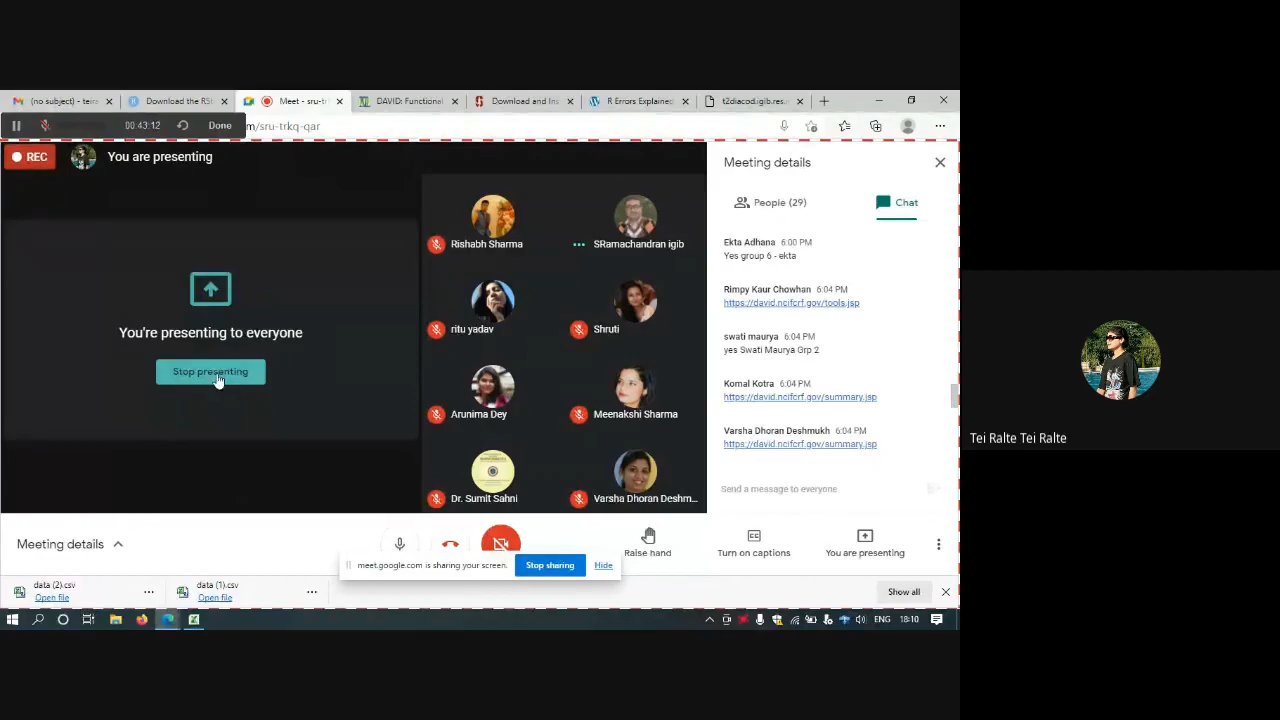 (no subject) - terra
Download the RSt
Meet - sru-tr
DAVID: Functional
Download and Ins
R Errors Explained
t2diacod.igib.res.
00:43:12
Done
m/sru-trkq-qar
REC
You are presenting
Meeting details
People (29)
Chat
You're presenting to everyone
Stop presenting
Rishabh Sharma
SRamachandran igib
ritu yadav
Shruti
Arunima Dey
Meenakshi Sharma
Dr. Sumit Sahni
Varsha Dhoran Deshm...
Ekta Adhana 6:00 PM
Yes group 6 - ekta
Rimpy Kaur Chowhan 6:04 PM
https://david.ncifcrf.gov/tools.jsp
swati maurya 6:04 PM
yes Swati Maurya Grp 2
Komal Kotra 6:04 PM
https://david.ncifcrf.gov/summary.jsp
Varsha Dhoran Deshmukh 6:04 PM
https://david.ncifcrf.gov/summary.jsp
Send a message to everyone
Tei Ralte Tei Ralte
Meeting details
Raise hand
Turn on captions
You are presenting
meet.google.com is sharing your screen.
Stop sharing
Hide
data (2).csv
Open file
data (1).csv
Open file
Show all
ENG
18:10